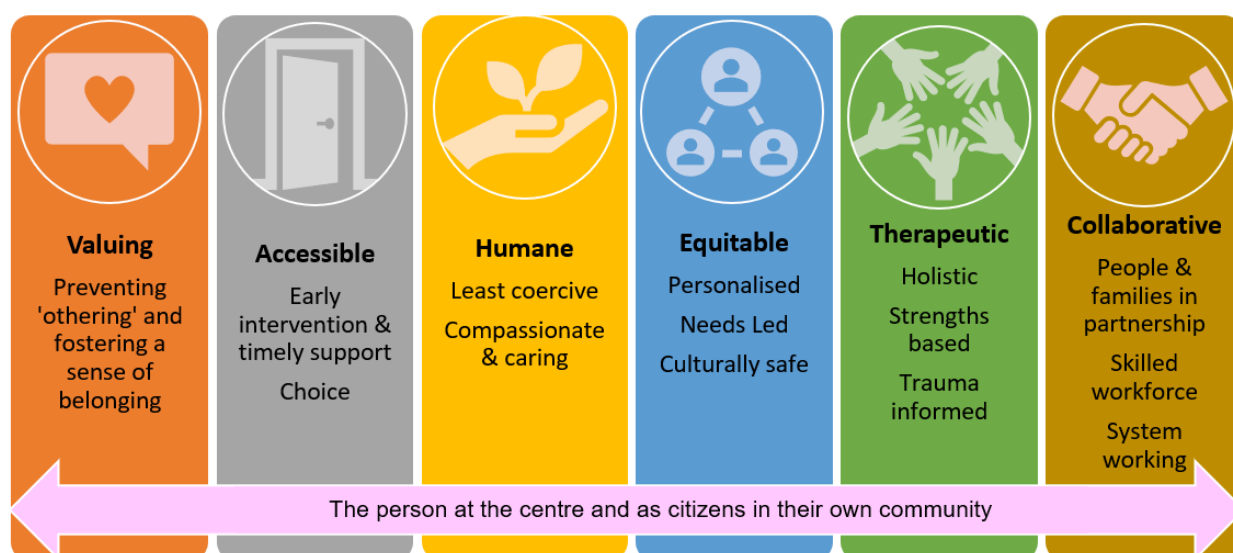 Valuing
Preventing
'othering' and
fostering a
sense of
belonging
Accessible
Early
intervention &
timely support
Choice
Humane
Least coercive
Compassionate
& caring
Equitable
Personalised
Needs Led
Culturally safe
Therapeutic
Holistic
Strengths
based
Trauma
informed
Collaborative
People &
families in
partnership
Skilled
workforce
System
working
The person at the centre and as citizens in their own community